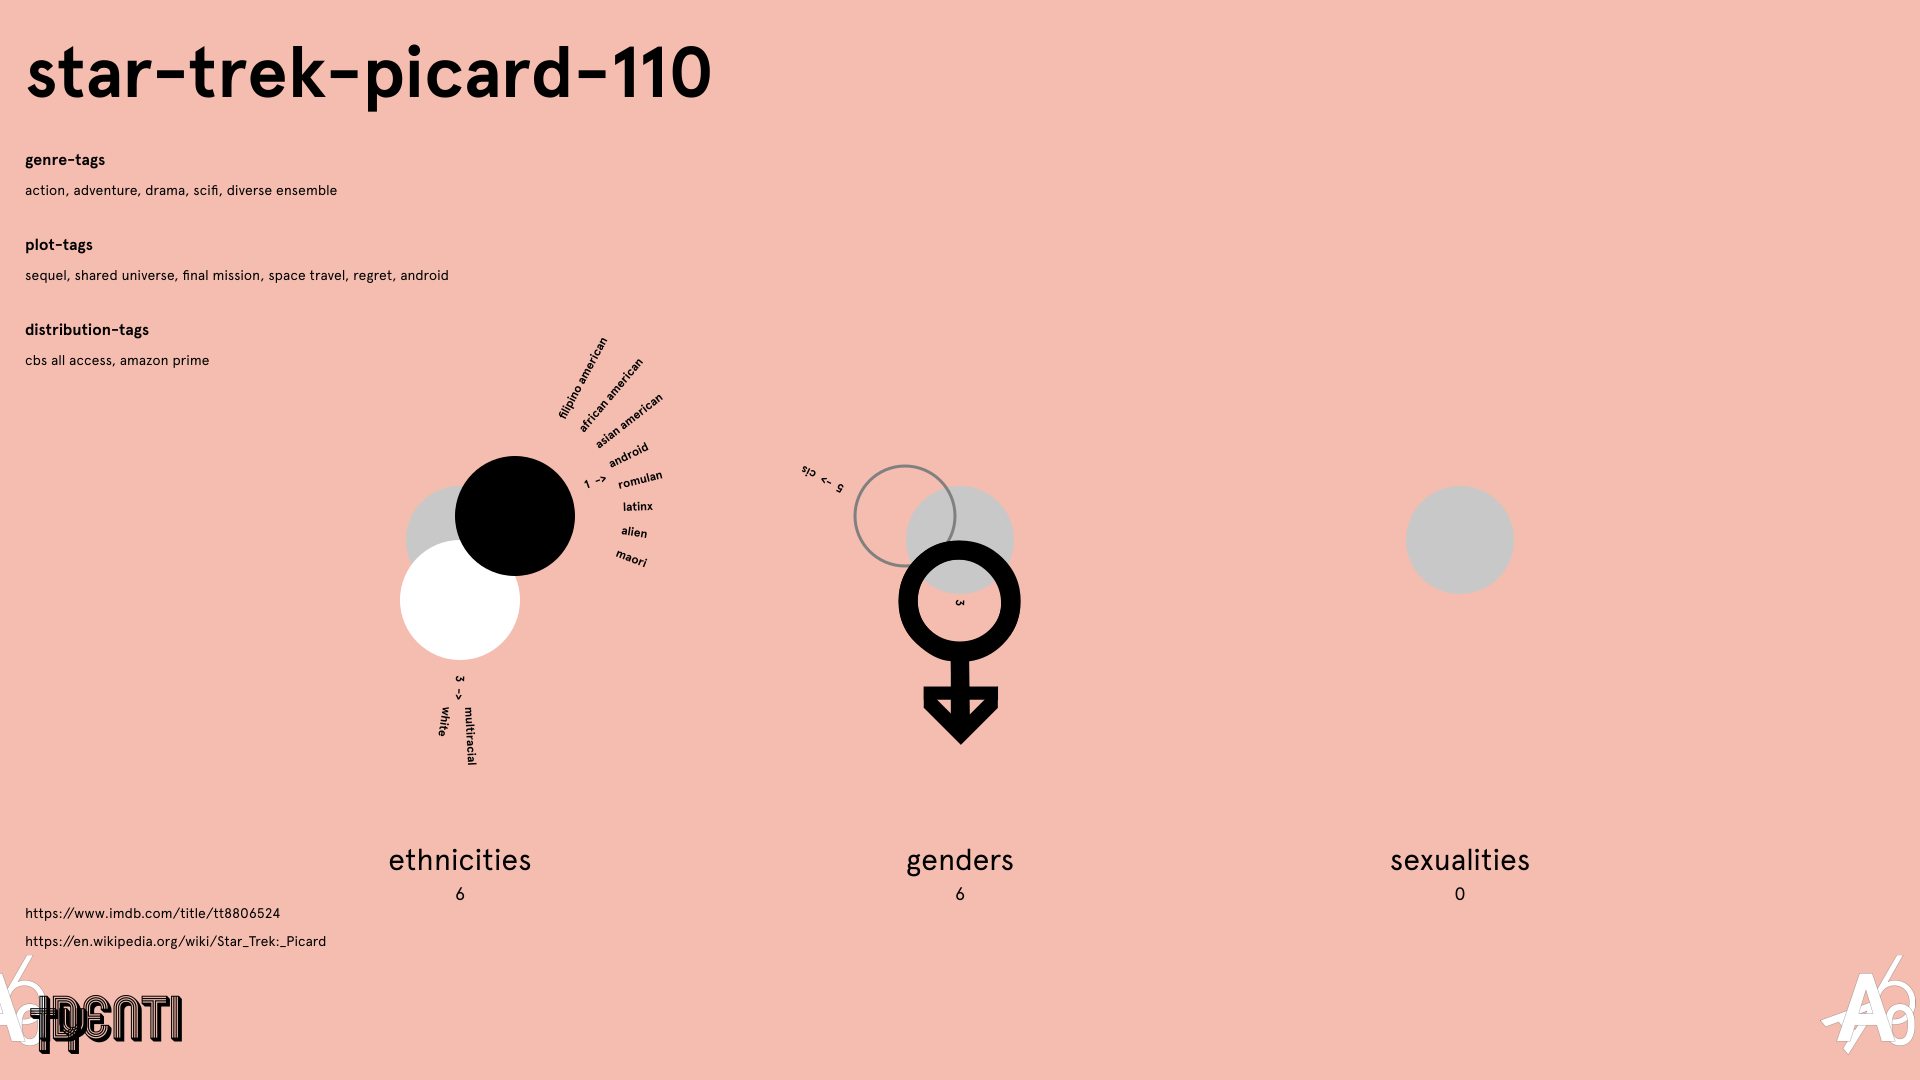 star-trek-picard-110
genre-tags
action, adventure, drama, scifi, diverse ensemble
plot-tags
sequel, shared universe, final mission, space travel, regret, android
distribution-tags
cbs all access, amazon prime
filipino american
african american
asian american
android
1 ->
romulan
latinx
alien
maori
3 ->
white
multiracial
5 -> cis
3
ethnicities
6
genders
6
sexualities
0
https://www.imdb.com/title/tt8806524
https://en.wikipedia.org/wiki/Star_Trek:_Picard
IDENTI